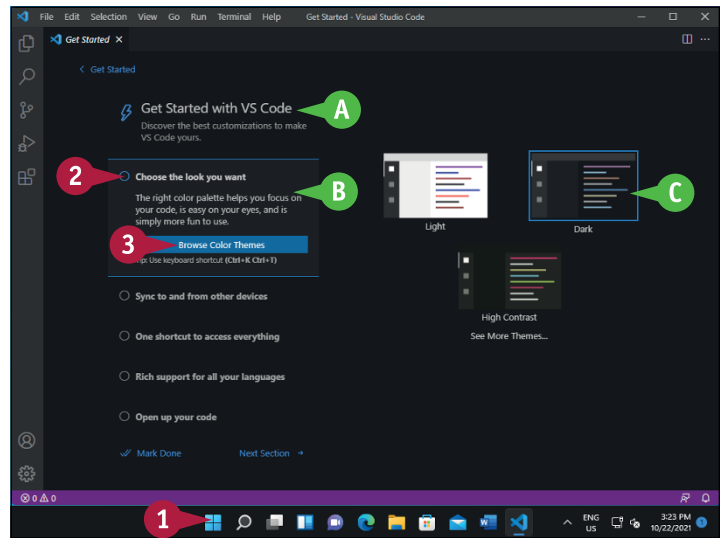 File Edit Selection View Go Run Terminal Help Get Started - Visual Studio Code
Get Started
< Get Started
Get Started with VS Code
A
Discover the best customizations to make
VS Code yours.
2
Choose the look you want
The right color palette helps you focus on
your code, is easy on your eyes, and is
simply more fun to use.
B
3
Browse Color Themes
Tip: Use keyboard shortcut (Ctrl+K Ctrl+T)
Light
C
Dark
High Contrast
See More Themes...
Sync to and from other devices
One shortcut to access everything
Rich support for all your languages
Open up your code
Mark Done Next Section →
0 0
1
W
ENG
US
3:23 PM
10/22/2021
1